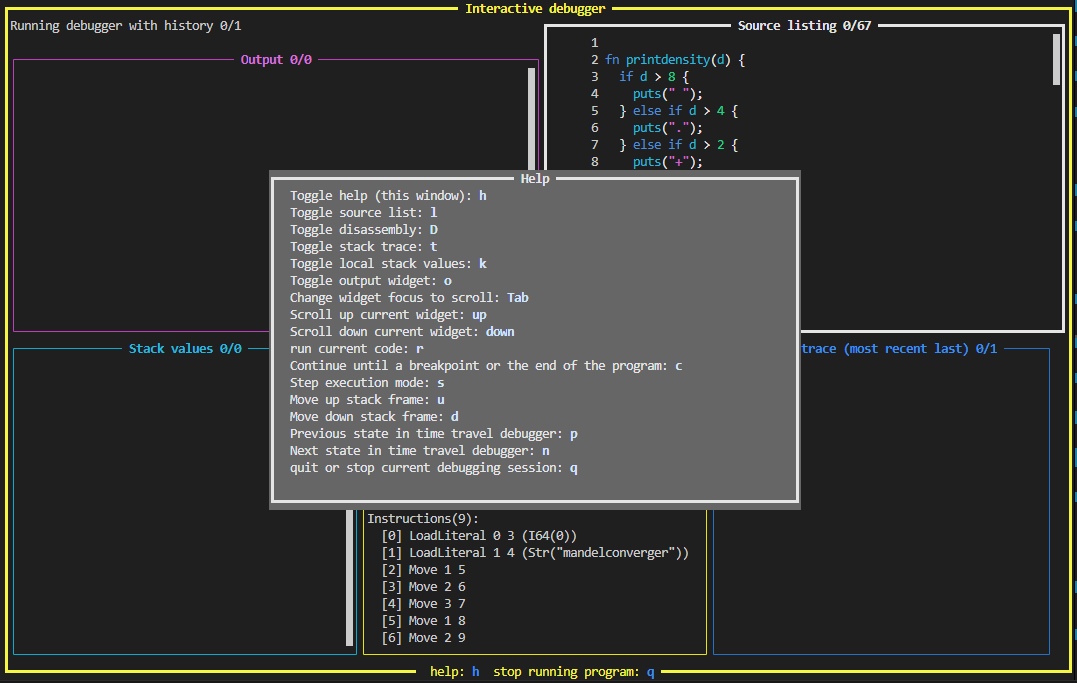 Interactive debugger
Running debugger with history 0/1
Source listing 0/67
Output 0/0
1
2 fn printdensity(d) {
3   if d > 8 {
4     puts(" ");
5   } else if d > 4 {
6     puts(".");
7   } else if d > 2 {
8     puts("+");
Help
Toggle help (this window): h
Toggle source list: l
Toggle disassembly: D
Toggle stack trace: t
Toggle local stack values: k
Toggle output widget: o
Change widget focus to scroll: Tab
Scroll up current widget: up
Scroll down current widget: down
run current code: r
Continue until a breakpoint or the end of the program: c
Step execution mode: s
Move up stack frame: u
Move down stack frame: d
Previous state in time travel debugger: p
Next state in time travel debugger: n
quit or stop current debugging session: q
Stack values 0/0
trace (most recent last) 0/1
Instructions(9):
[0] LoadLiteral 0 3 (I64(0))
[1] LoadLiteral 1 4 (Str("mandelconverger"))
[2] Move 1 5
[3] Move 2 6
[4] Move 3 7
[5] Move 1 8
[6] Move 2 9
help: h  stop running program: q